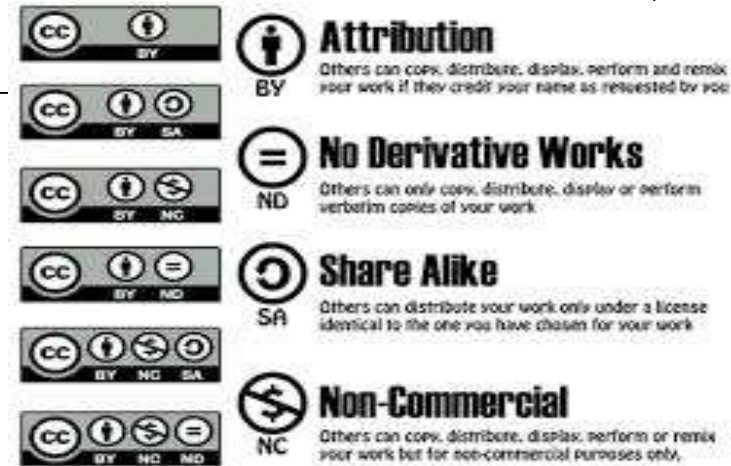 cc
BY
cc
BY SA
cc
BY NC
cc
BY ND
cc
BY NC SA
cc
BY NC ND
BY
Attribution
Others can copy, distribute, display, perform and remix
your work if they credit your name as requested by you
ND
No Derivative Works
Others can only copy, distribute, display or perform
verbatim copies of your work
SA
Share Alike
Others can distribute your work only under a license
identical to the one you have chosen for your work
$
NC
Non-Commercial
Others can copy, distribute, display, perform or remix
your work but for non-commercial purposes only.